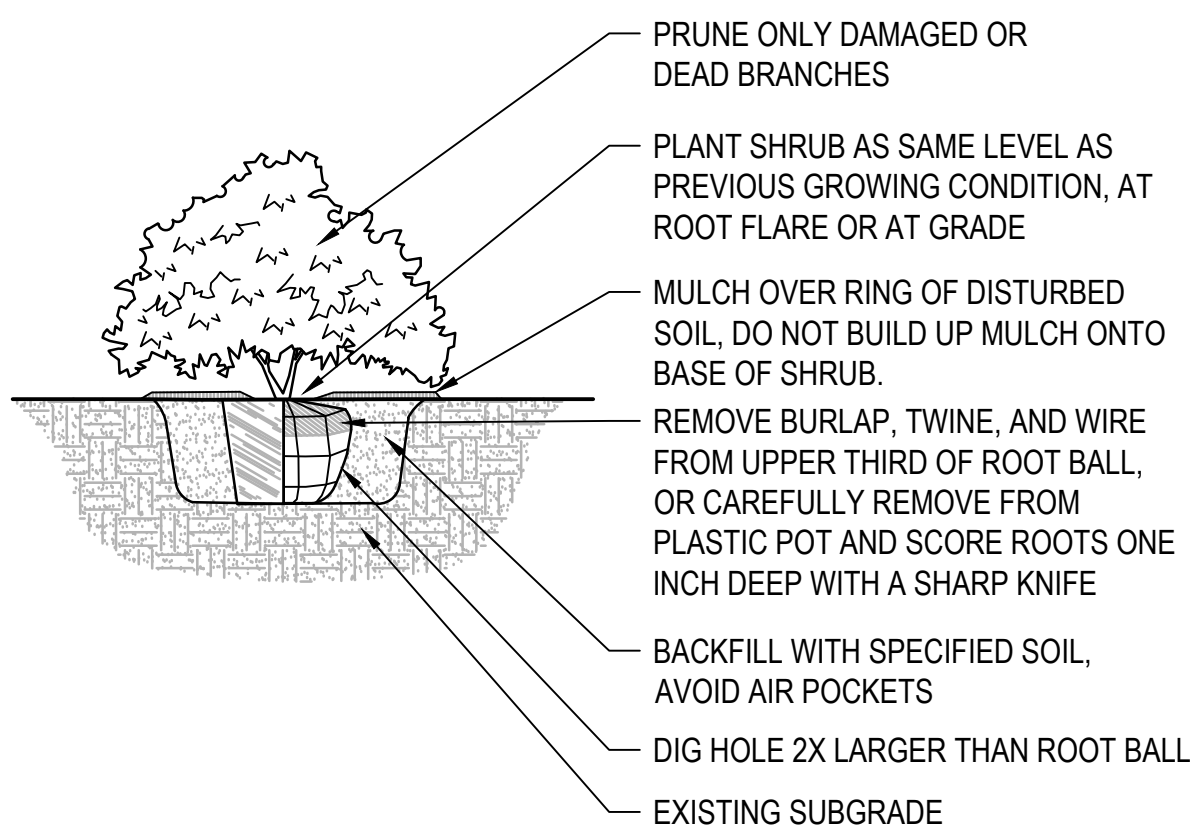 PRUNE ONLY DAMAGED OR
DEAD BRANCHES
PLANT SHRUB AS SAME LEVEL AS
PREVIOUS GROWING CONDITION, AT
ROOT FLARE OR AT GRADE
MULCH OVER RING OF DISTURBED
SOIL, DO NOT BUILD UP MULCH ONTO
BASE OF SHRUB.
REMOVE BURLAP, TWINE, AND WIRE
FROM UPPER THIRD OF ROOT BALL,
OR CAREFULLY REMOVE FROM
PLASTIC POT AND SCORE ROOTS ONE
INCH DEEP WITH A SHARP KNIFE
BACKFILL WITH SPECIFIED SOIL,
AVOID AIR POCKETS
DIG HOLE 2X LARGER THAN ROOT BALL
EXISTING SUBGRADE